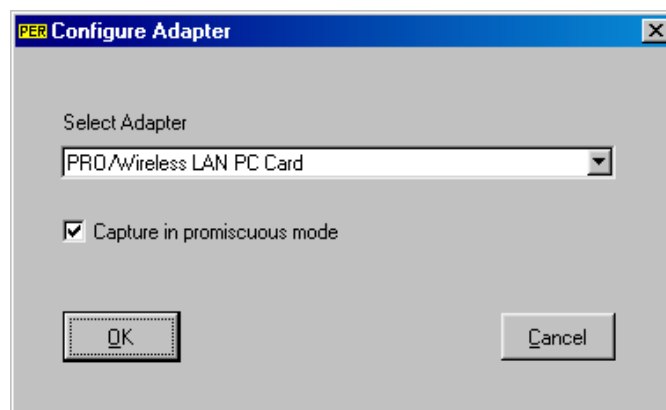 PER Configure Adapter
Select Adapter
PRO/Wireless LAN PC Card
Capture in promiscuous mode
OK
Cancel